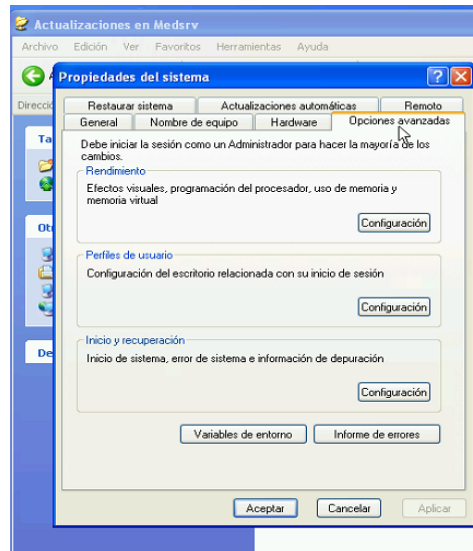 Actualizaciones en Medsrv
Archivo Edición Ver Favoritos Herramientas Ayuda
Propiedades del sistema
Restaurar sistema Actualizaciones automáticas Remoto
General Nombre de equipo Hardware Opciones avanzadas
Debe iniciar la sesión como un Administrador para hacer la mayoría de los
cambios.
Rendimiento
Efectos visuales, programación del procesador, uso de memoria y
memoria virtual
Configuración
Perfiles de usuario
Configuración del escritorio relacionada con su inicio de sesión
Configuración
Inicio y recuperación
Inicio de sistema, error de sistema e información de depuración
Configuración
Variables de entorno Informe de errores
Aceptar Cancelar Aplicar